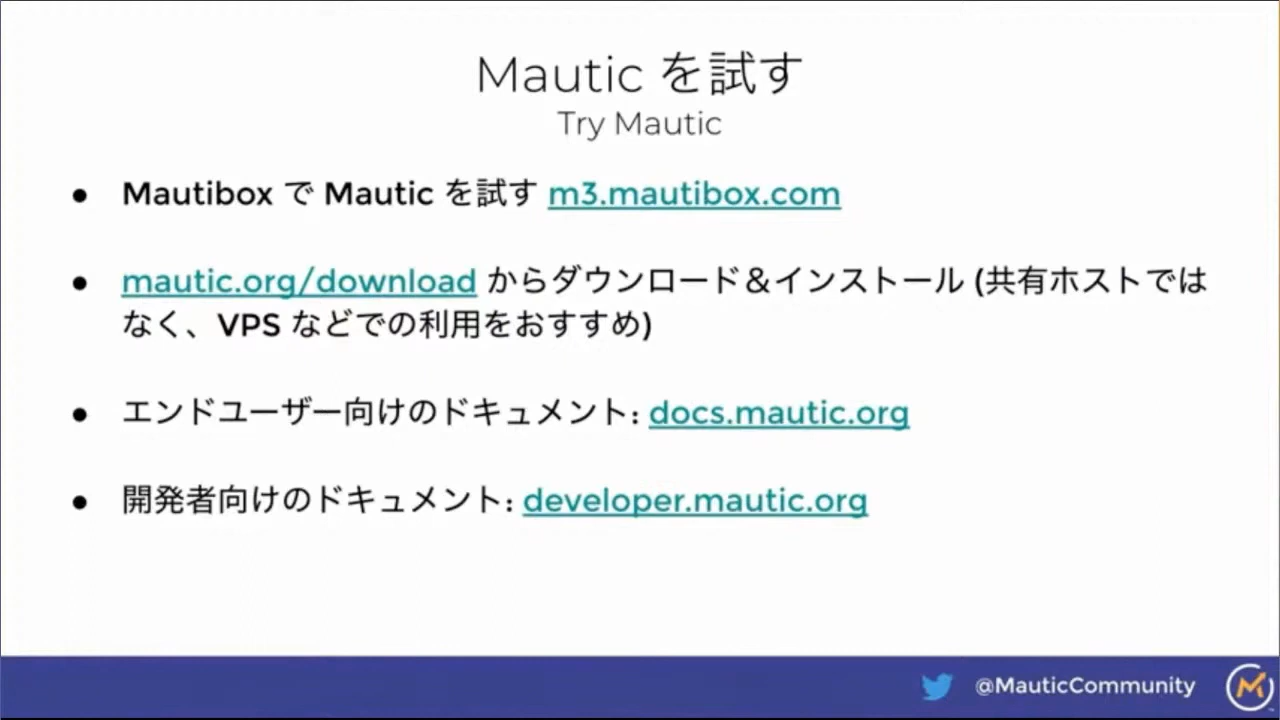 Mautic を試す
Try Mautic
● Mautibox で Mautic を試す m3.mautibox.com
● mautic.org/download からダウンロード＆インストール (共有ホストでは
なく、VPS などでの利用をおすすめ)
● エンドユーザー向けのドキュメント: docs.mautic.org
● 開発者向けのドキュメント: developer.mautic.org
@MauticCommunity